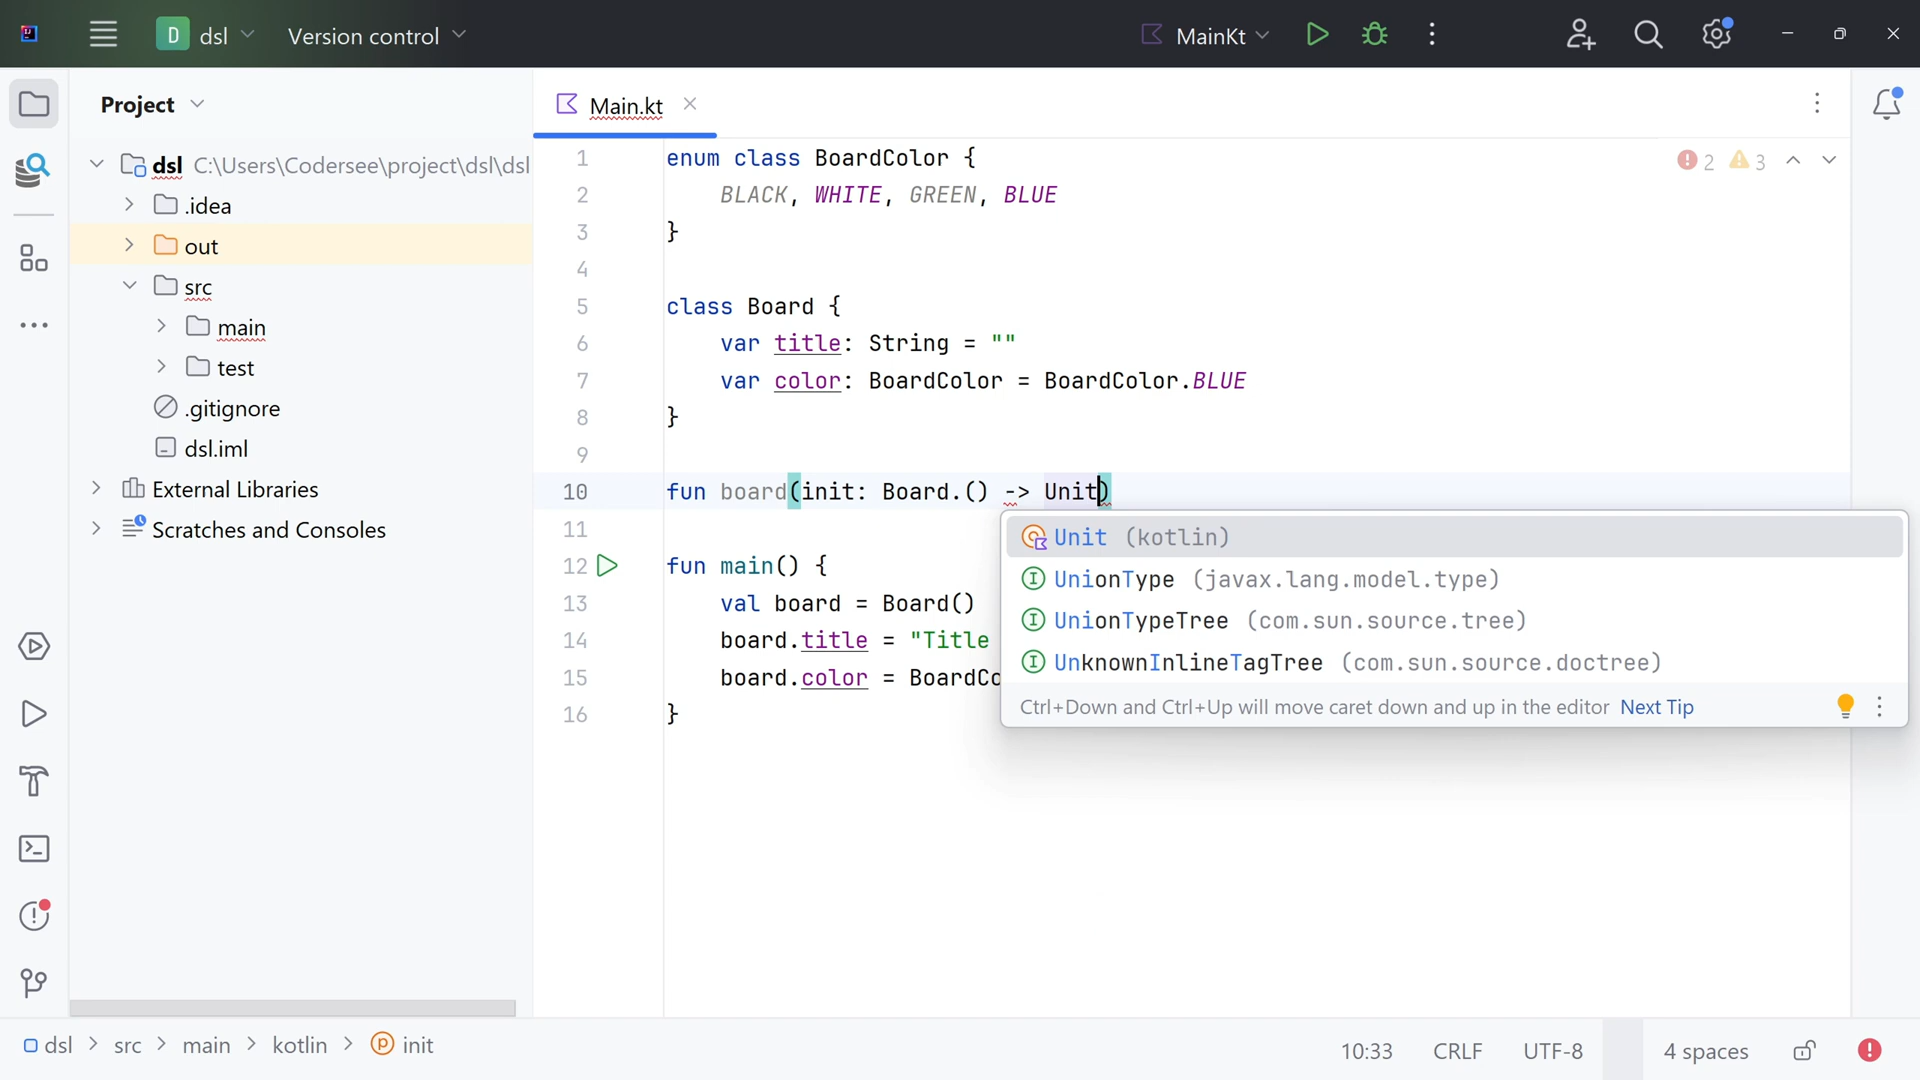 D dsl Version control MainKt
Project
Main.kt
dsl C:\Users\Codersee\project\dsl\dsl
.idea
out
src
main
test
.gitignore
dsl.iml
External Libraries
Scratches and Consoles
2 3
1 enum class BoardColor {
2 BLACK, WHITE, GREEN, BLUE
3 }
4
5 class Board {
6 var title: String = ""
7 var color: BoardColor = BoardColor.BLUE
8 }
9
10 fun board(init: Board.() -> Unit)
11
12 fun main() {
13 val board = Board()
14 board.title = "Title
15 board.color = BoardCo
16 }
Unit (kotlin)
UnionType (javax.lang.model.type)
UnionTypeTree (com.sun.source.tree)
UnknownInlineTagTree (com.sun.source.doctree)
Ctrl+Down and Ctrl+Up will move caret down and up in the editor Next Tip
dsl > src > main > kotlin > init
10:33 CRLF UTF-8 4 spaces